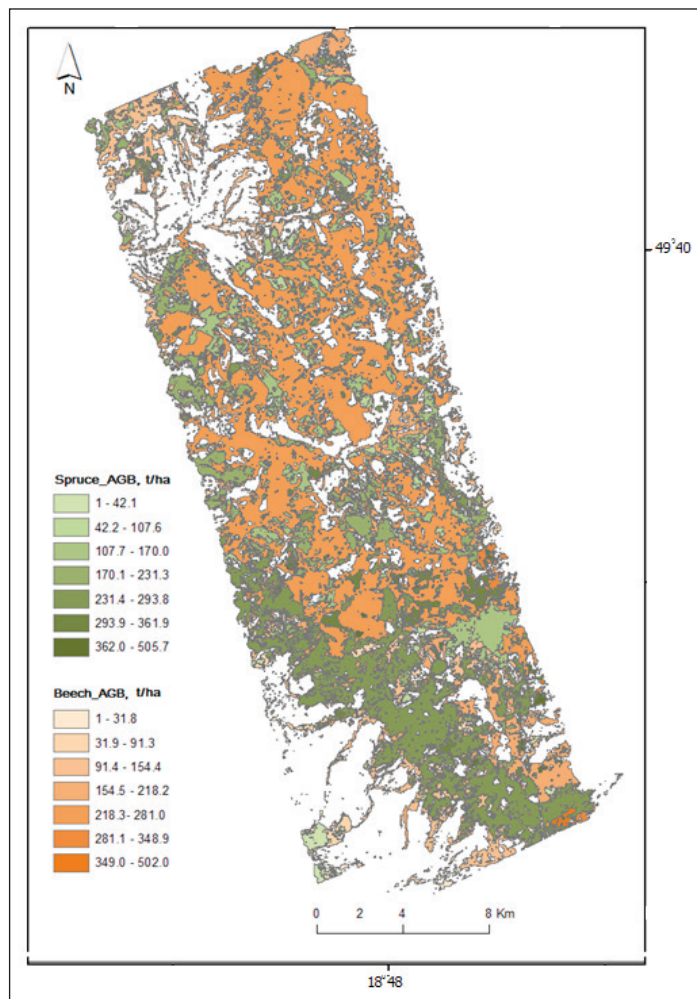 N
49°40
Spruce_AGB, t/ha
1 - 42.1
42.2 - 107.6
107.7 - 170.0
170.1 - 231.3
231.4 - 293.8
293.9 - 361.9
362.0 - 505.7
Beech_AGB, t/ha
1 - 31.8
31.9 - 91.3
91.4 - 154.4
154.5 - 218.2
218.3 - 281.0
281.1 - 348.9
349.0 - 502.0
0 2 4 8 Km
18°48